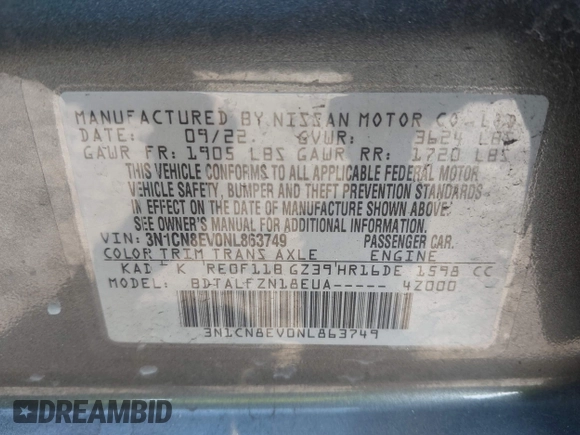 MANUFACTURED BY NISSAN MOTOR CO., LTD
DATE: 09/22. GVWR: 3624 LBS
GAWR FR: 1905 LBS GAWR RR: 1720 LBS
THIS VEHICLE CONFORMS TO ALL APPLICABLE FEDERAL MOTOR
VEHICLE SAFETY, BUMPER AND THEFT PREVENTION STANDARDS
IN EFFECT ON THE DATE OF MANUFACTURE SHOWN ABOVE.
SEE OWNER'S MANUAL FOR ADDITIONAL INFORMATION.
VIN: 3N1CN8EV0NL863749 PASSENGER CAR.
COLOR TRIM TRANS AXLE ENGINE
KAD K RE0F11B GZ39 HR16DE 1598 CC
MODEL: BDTALFZN18EUA----- 4Z000
3N1CN8EV0NL863749
DREAMBID